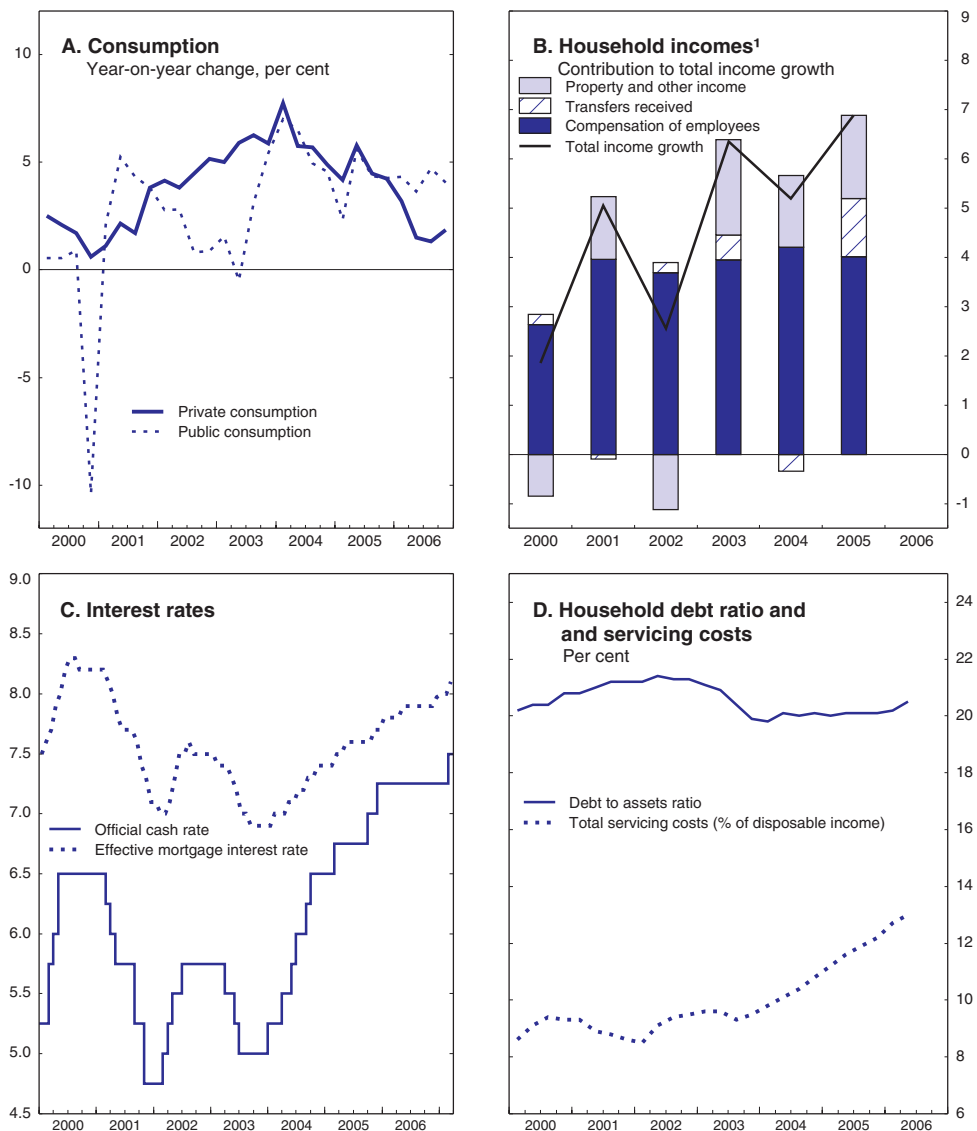 A. Consumption
Year-on-year change, per cent
10
5
0
-5
-10
Private consumption
Public consumption
2000 2001 2002 2003 2004 2005 2006
B. Household incomes¹
Contribution to total income growth
Property and other income
Transfers received
Compensation of employees
Total income growth
9
8
7
6
5
4
3
2
1
0
-1
2000 2001 2002 2003 2004 2005 2006
C. Interest rates
9.0
8.5
8.0
7.5
7.0
6.5
6.0
5.5
5.0
4.5
Official cash rate
Effective mortgage interest rate
2000 2001 2002 2003 2004 2005 2006
D. Household debt ratio and
and servicing costs
Per cent
24
22
20
18
16
14
12
10
8
6
Debt to assets ratio
Total servicing costs (% of disposable income)
2000 2001 2002 2003 2004 2005 2006